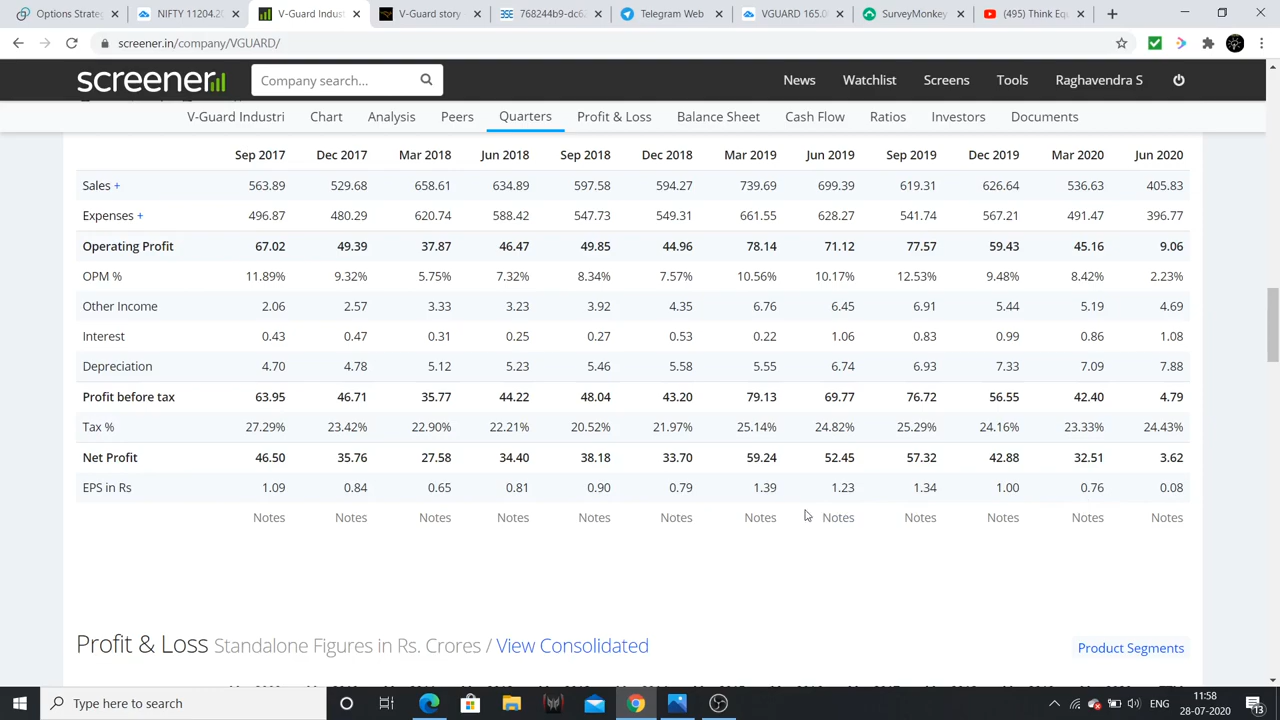 Options Strateg
NIFTY 11204.20
V-Guard Indust
V-Guard story
768244b9-dc62
Telegram Web
VGUARD 16
SurveyMonkey
(495) Think Equ
screener.in/company/VGUARD/
screener
Company search...
News Watchlist Screens Tools Raghavendra S
V-Guard Industri Chart Analysis Peers Quarters Profit & Loss Balance Sheet Cash Flow Ratios Investors Documents
Sep 2017 Dec 2017 Mar 2018 Jun 2018 Sep 2018 Dec 2018 Mar 2019 Jun 2019 Sep 2019 Dec 2019 Mar 2020 Jun 2020
Sales + 563.89 529.68 658.61 634.89 597.58 594.27 739.69 699.39 619.31 626.64 536.63 405.83
Expenses + 496.87 480.29 620.74 588.42 547.73 549.31 661.55 628.27 541.74 567.21 491.47 396.77
Operating Profit 67.02 49.39 37.87 46.47 49.85 44.96 78.14 71.12 77.57 59.43 45.16 9.06
OPM % 11.89% 9.32% 5.75% 7.32% 8.34% 7.57% 10.56% 10.17% 12.53% 9.48% 8.42% 2.23%
Other Income 2.06 2.57 3.33 3.23 3.92 4.35 6.76 6.45 6.91 5.44 5.19 4.69
Interest 0.43 0.47 0.31 0.25 0.27 0.53 0.22 1.06 0.83 0.99 0.86 1.08
Depreciation 4.70 4.78 5.12 5.23 5.46 5.58 5.55 6.74 6.93 7.33 7.09 7.88
Profit before tax 63.95 46.71 35.77 44.22 48.04 43.20 79.13 69.77 76.72 56.55 42.40 4.79
Tax % 27.29% 23.42% 22.90% 22.21% 20.52% 21.97% 25.14% 24.82% 25.29% 24.16% 23.33% 24.43%
Net Profit 46.50 35.76 27.58 34.40 38.18 33.70 59.24 52.45 57.32 42.88 32.51 3.62
EPS in Rs 1.09 0.84 0.65 0.81 0.90 0.79 1.39 1.23 1.34 1.00 0.76 0.08
Notes Notes Notes Notes Notes Notes Notes Notes Notes Notes Notes Notes
Profit & Loss Standalone Figures in Rs. Crores / View Consolidated
Product Segments
Type here to search
ENG
11:58
28-07-2020
13